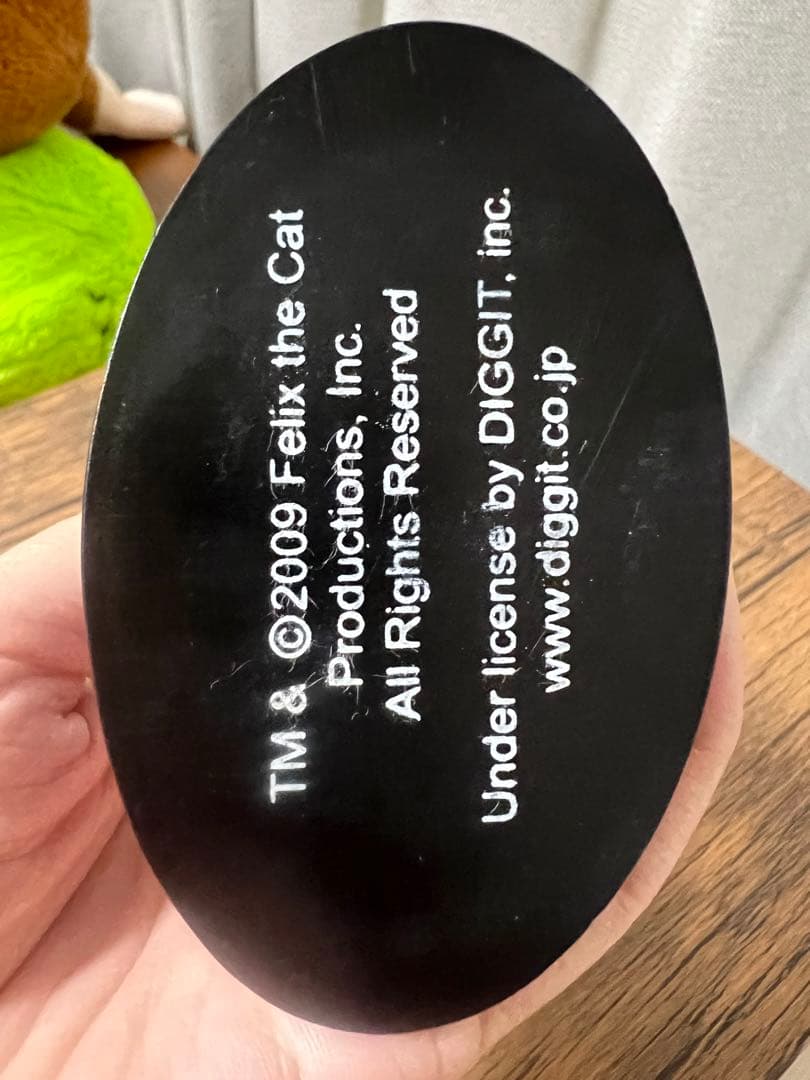 TM & ©2009 Felix the Cat
Productions, Inc.
All Rights Reserved
Under license by DIGGIT, inc.
www.diggit.co.jp